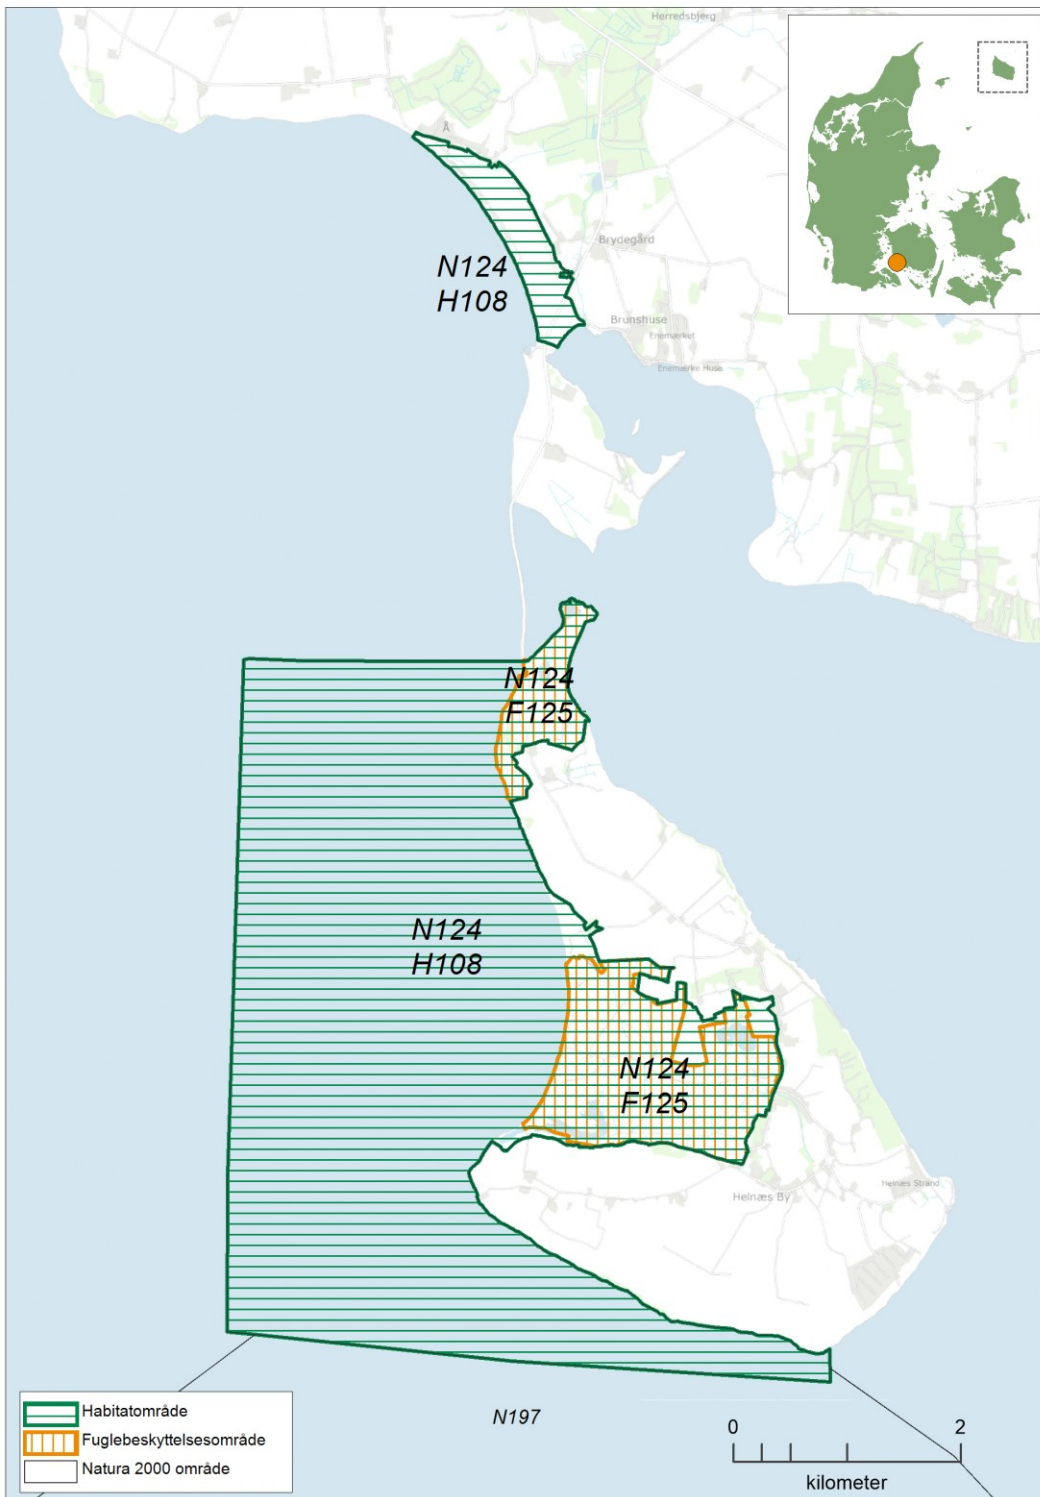 Herredsbjerg
Å
Brydegård
N124
H108
Brunshuse
Enemærket
Enemærke Huse
N124
F125
N124
H108
N124
F125
Helnæs Strand
Helnæs By
Habitatområde
Fuglebeskyttelsesområde
Natura 2000 område
N197
0 2
kilometer